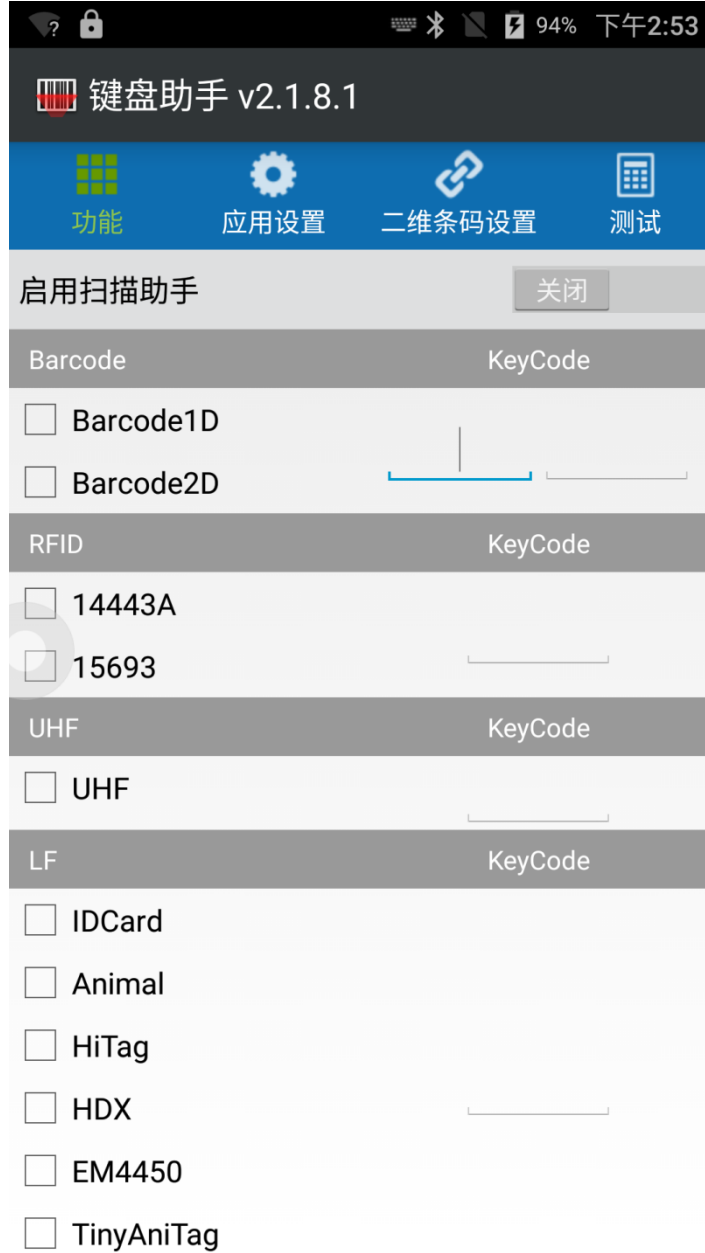 ? 94% 下午2:53
键盘助手 v2.1.8.1
功能 应用设置 二维条码设置 测试
启用扫描助手 关闭
Barcode KeyCode
Barcode1D
Barcode2D
RFID KeyCode
14443A
15693
UHF KeyCode
UHF
LF KeyCode
IDCard
Animal
HiTag
HDX
EM4450
TinyAniTag